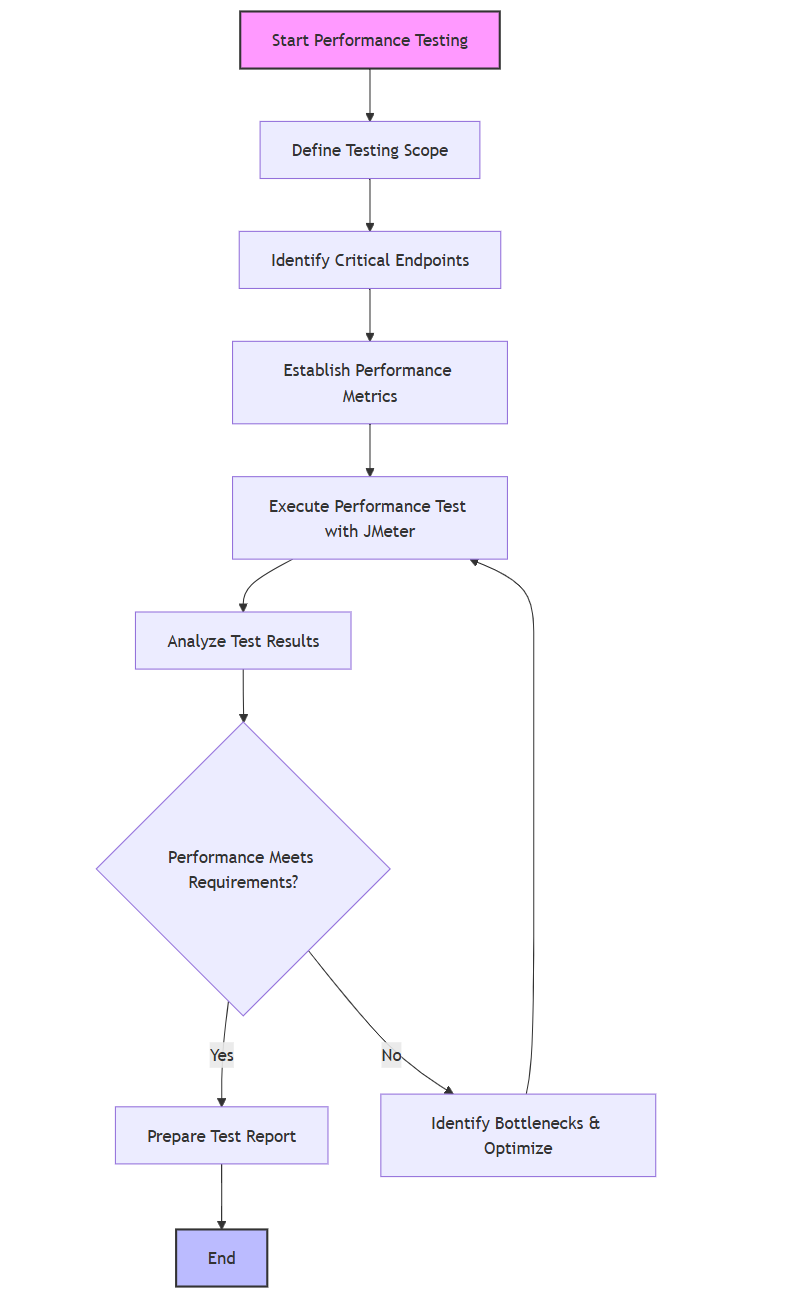 Start Performance Testing
Define Testing Scope
Identify Critical Endpoints
Establish Performance
Metrics
Execute Performance Test
with JMeter
Analyze Test Results
Performance Meets
Requirements?
Yes
No
Identify Bottlenecks &
Optimize
Prepare Test Report
End